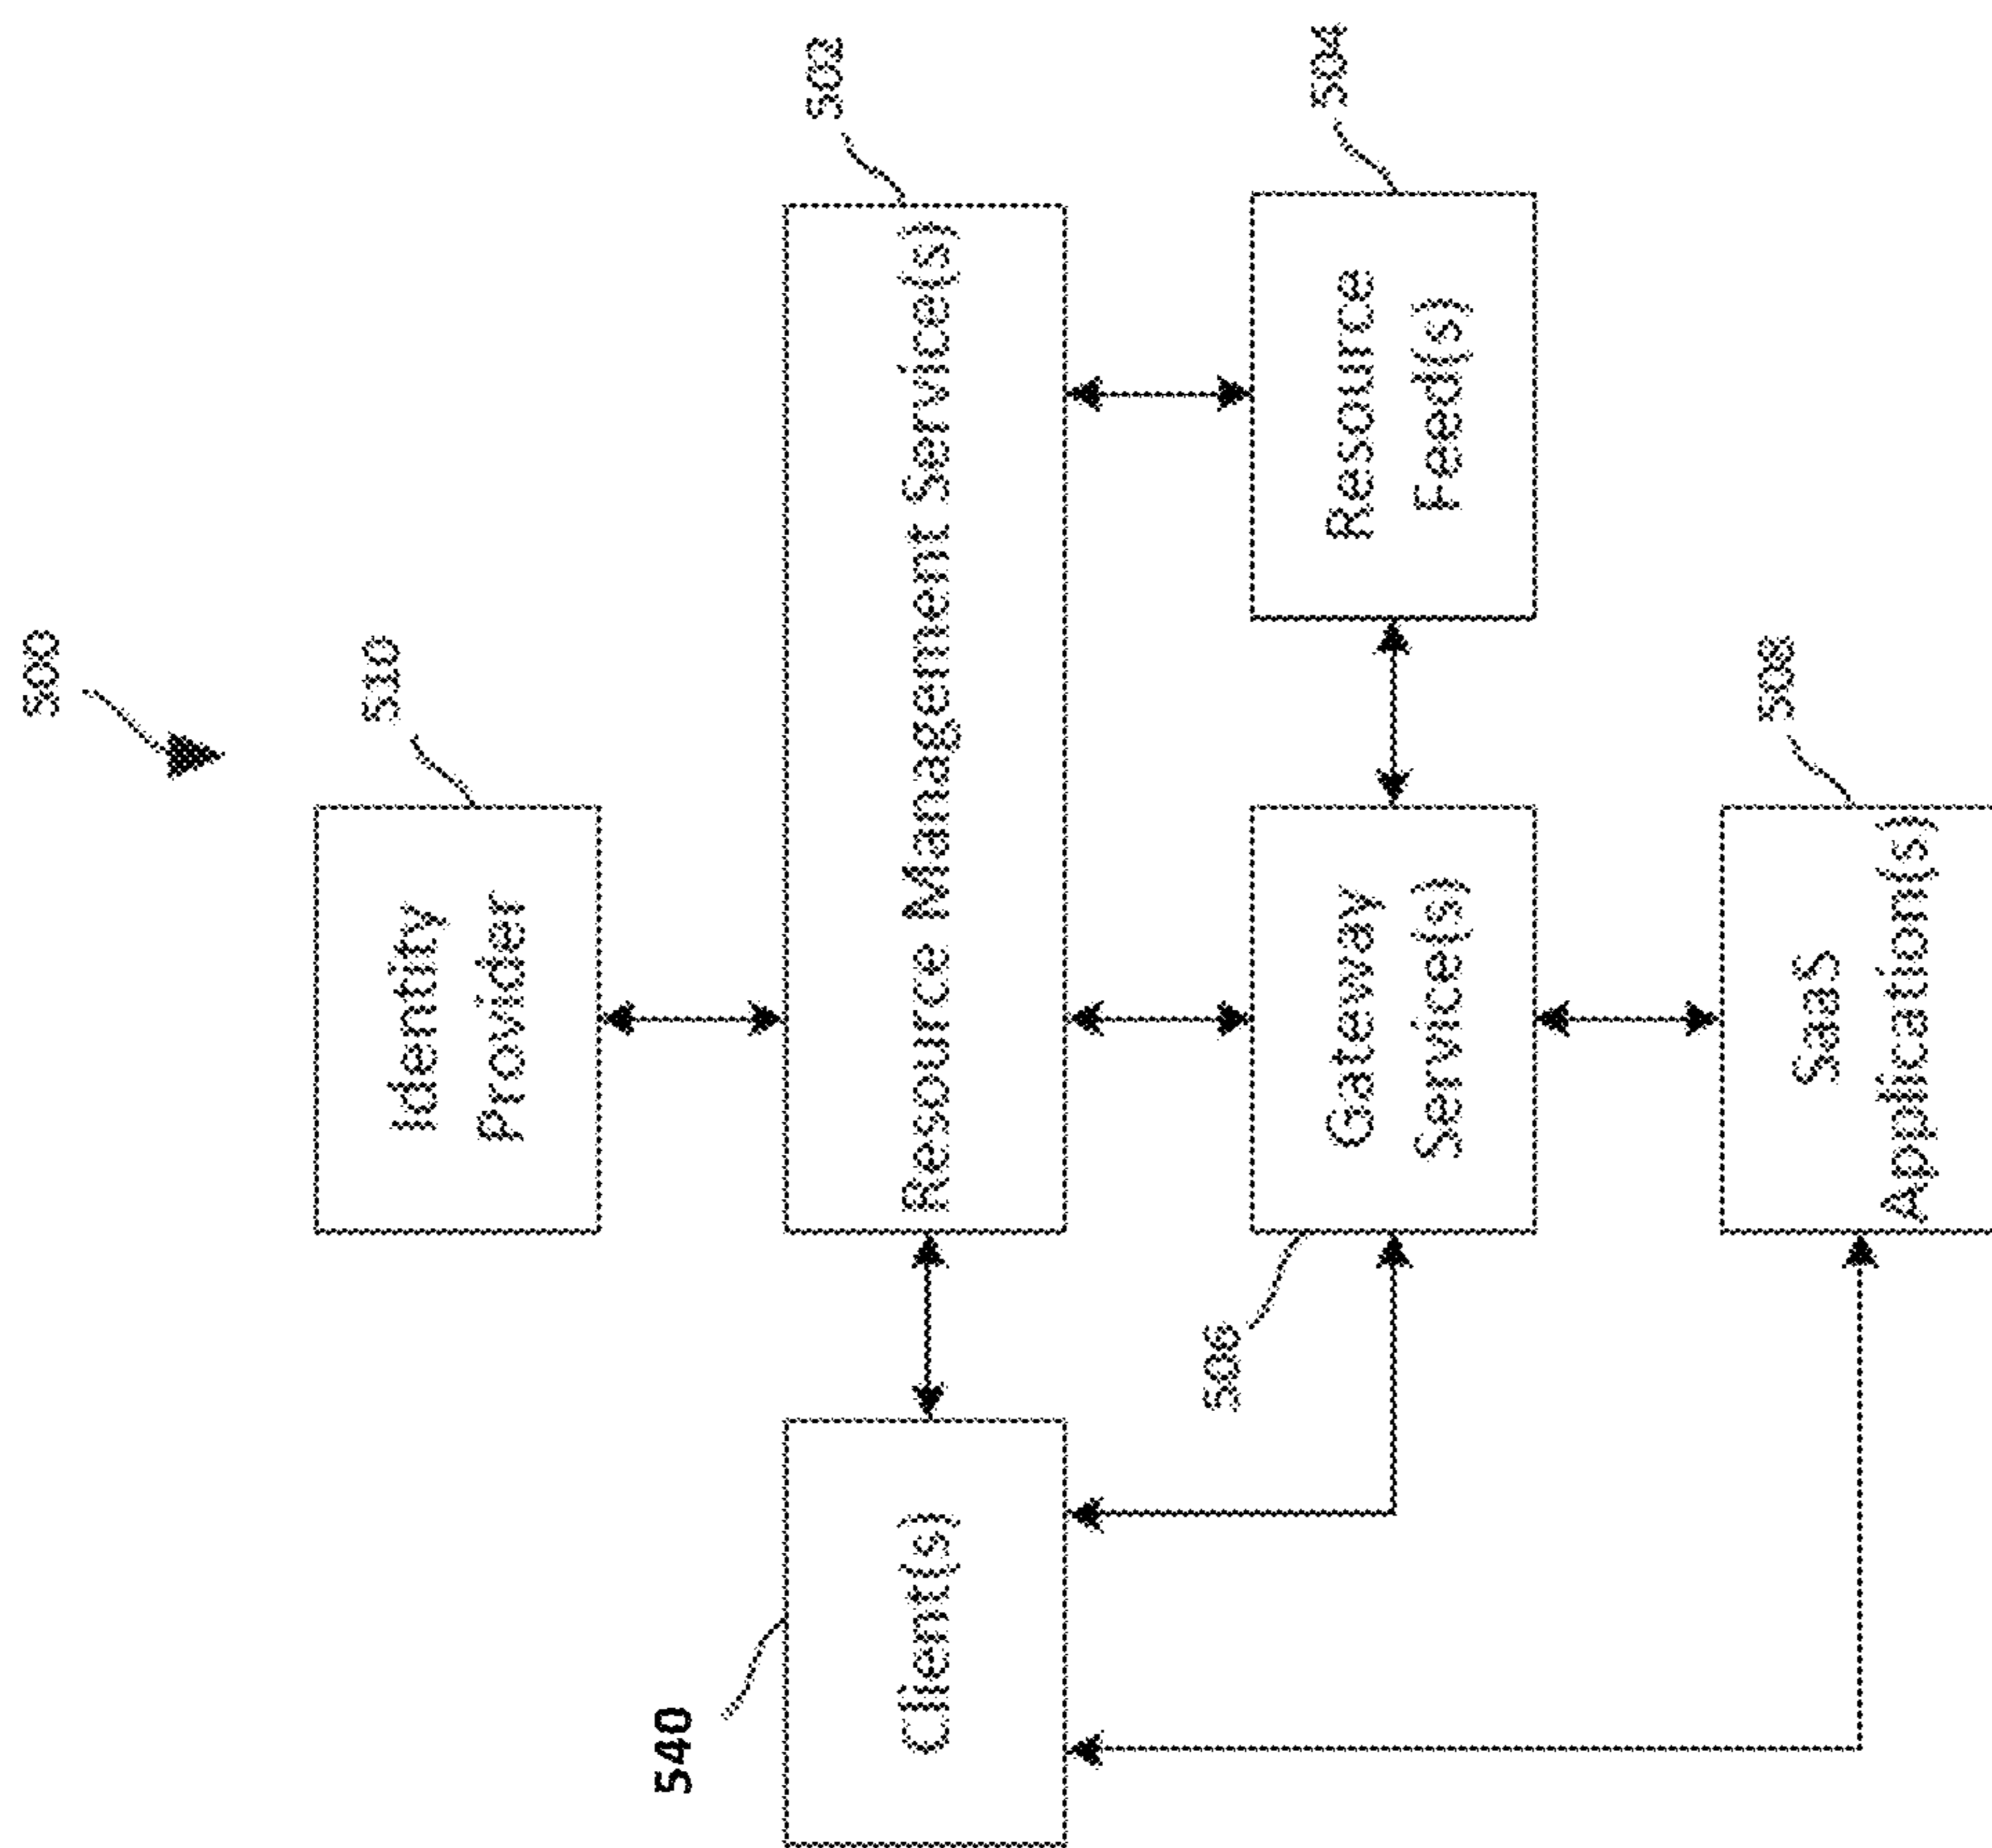 500
510
Identity
Provider
540
Client(s)
502
Resource Management Service(s)
506
Gateway
Service(s)
504
Resource
Feed(s)
508
SaaS
Application(s)